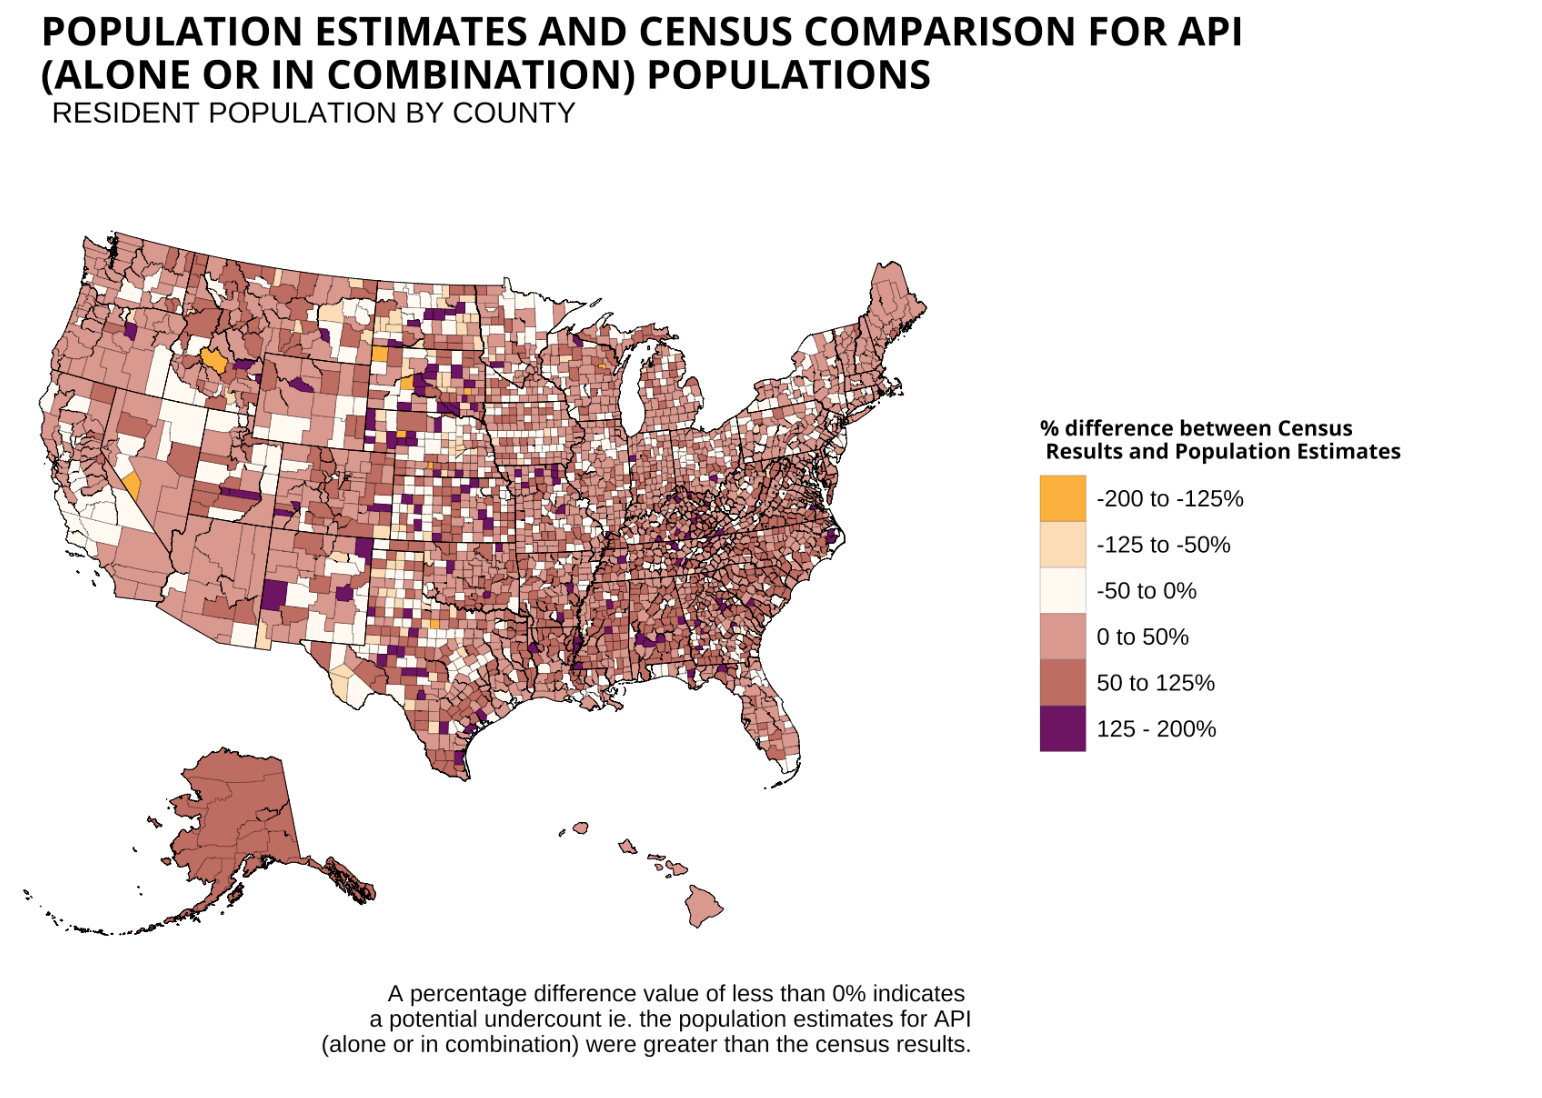 POPULATION ESTIMATES AND CENSUS COMPARISON FOR API
(ALONE OR IN COMBINATION) POPULATIONS
RESIDENT POPULATION BY COUNTY
% difference between Census
Results and Population Estimates
-200 to -125%
-125 to -50%
-50 to 0%
0 to 50%
50 to 125%
125 - 200%
A percentage difference value of less than 0% indicates
a potential undercount ie. the population estimates for API
(alone or in combination) were greater than the census results.